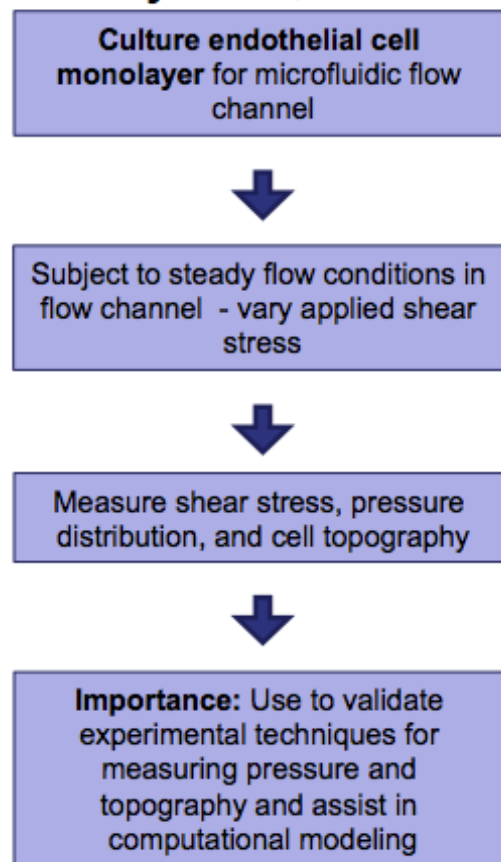 Culture endothelial cell
monolayer for microfluidic flow
channel
Subject to steady flow conditions in
flow channel - vary applied shear
stress
Measure shear stress, pressure
distribution, and cell topography
Importance: Use to validate
experimental techniques for
measuring pressure and
topography and assist in
computational modeling